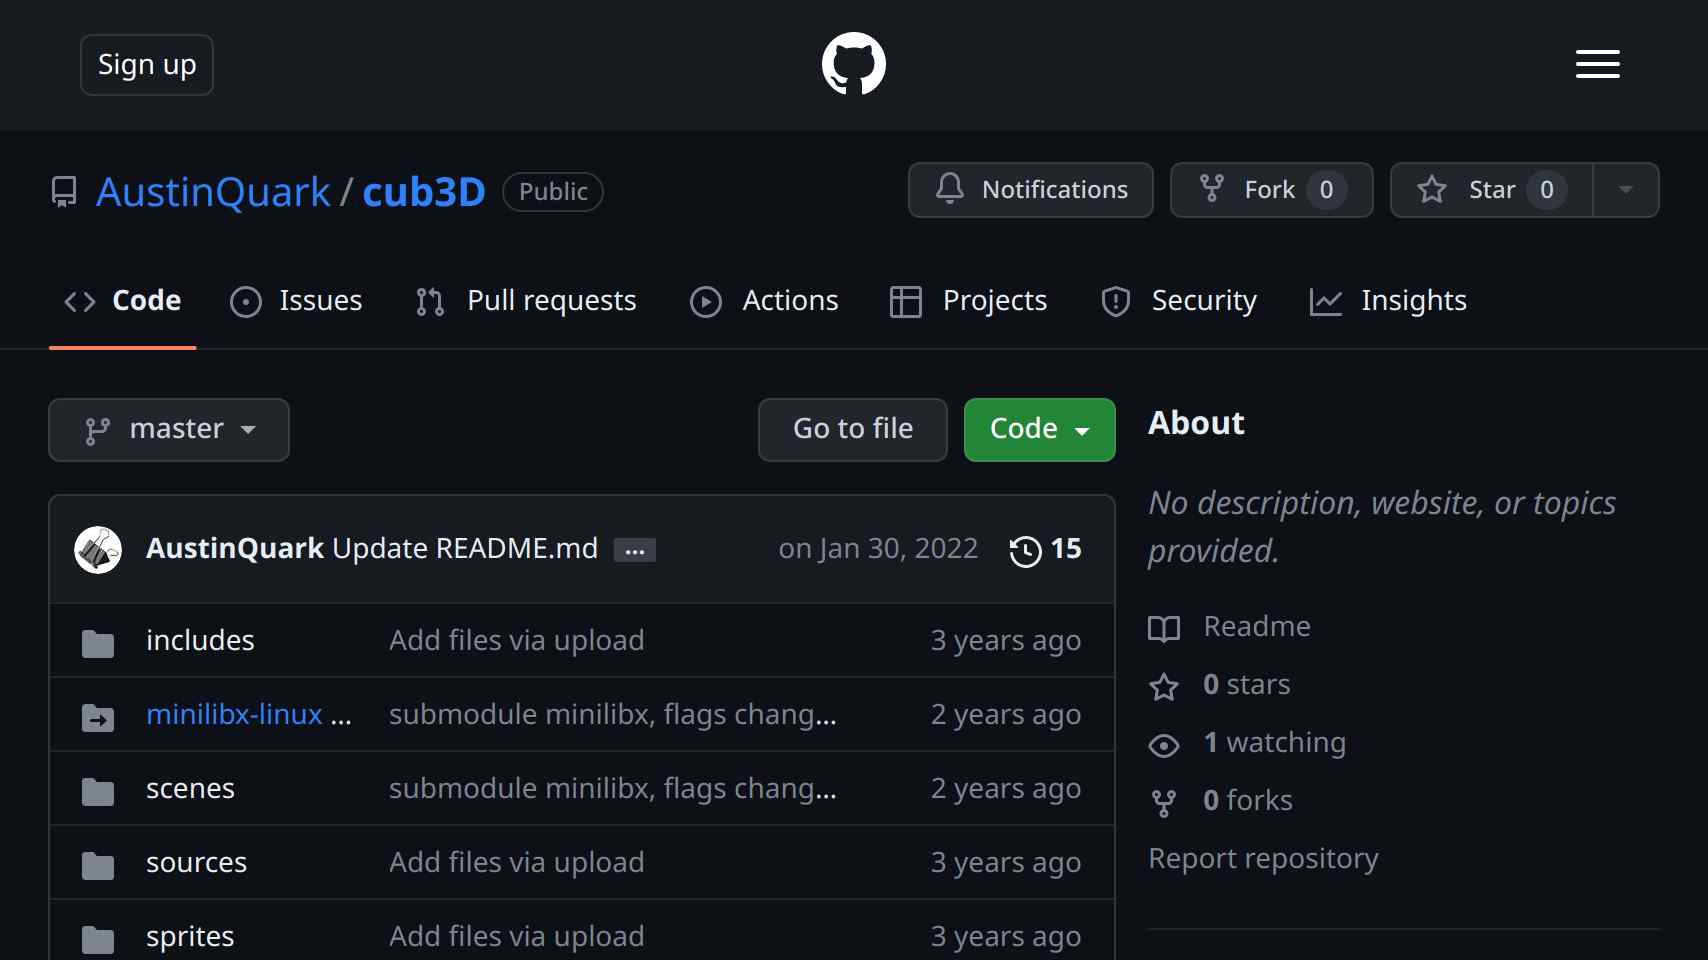 Sign up
AustinQuark / cub3D Public
Notifications Fork 0 Star 0
Code Issues Pull requests Actions Projects Security Insights
master Go to file Code
AustinQuark Update README.md ... on Jan 30, 2022 15
includes Add files via upload 3 years ago
minilibx-linux ... submodule minilibx, flags chang... 2 years ago
scenes submodule minilibx, flags chang... 2 years ago
sources Add files via upload 3 years ago
sprites Add files via upload 3 years ago
About
No description, website, or topics
provided.
Readme
0 stars
1 watching
0 forks
Report repository